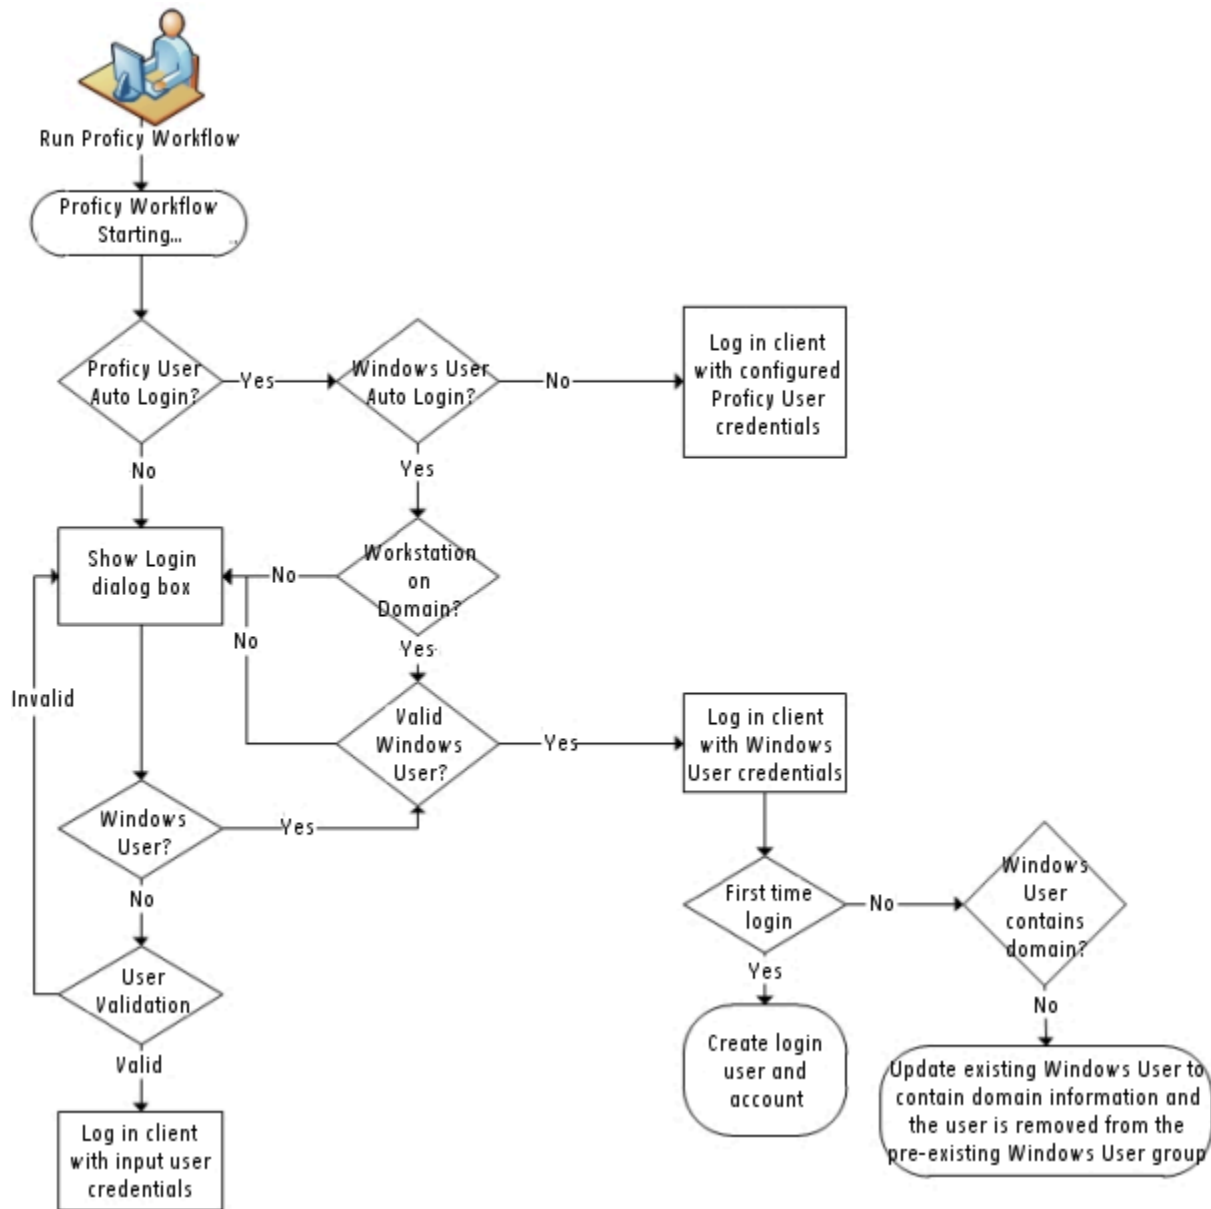 Run Proficy Workflow
Proficy Workflow
Starting...
Proficy User
Auto Login?
Yes
Windows User
Auto Login?
No
Log in client
with configured
Proficy User
credentials
No
Yes
Show Login
dialog box
No
Workstation
on
Domain?
No
Yes
Invalid
Valid
Windows
User?
Yes
Log in client
with Windows
User credentials
Windows
User?
Yes
No
First time
login
No
Windows
User
contains
domain?
User
Validation
Yes
No
Valid
Create login
user and
account
Update existing Windows User to
contain domain information and
the user is removed from the
pre-existing Windows User group
Log in client
with input user
credentials